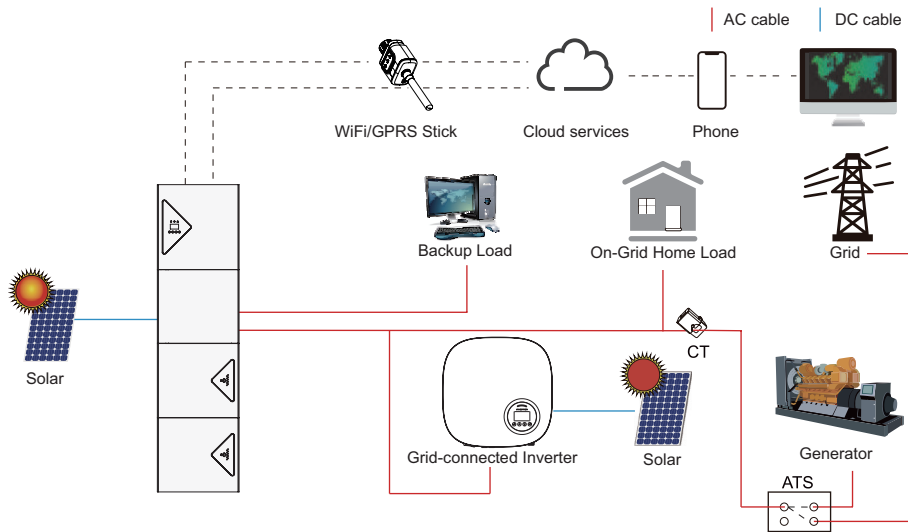 AC cable
DC cable
WiFi/GPRS Stick
Cloud services
Phone
Backup Load
On-Grid Home Load
Grid
Solar
CT
Grid-connected Inverter
Solar
Generator
ATS